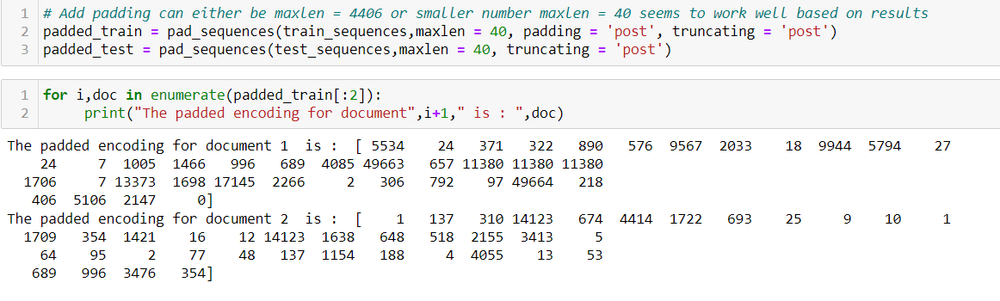 1 # Add padding can either be maxlen = 4406 or smaller number maxlen = 40 seems to work well based on results
2 padded_train = pad_sequences(train_sequences,maxlen = 40, padding = 'post', truncating = 'post')
3 padded_test = pad_sequences(test_sequences,maxlen = 40, truncating = 'post')
1 for i,doc in enumerate(padded_train[:2]):
2      print("The padded encoding for document",i+1," is : ",doc)
The padded encoding for document 1  is :  [ 5534    24   371   322   890   576  9567  2033    18  9944  5794    27
    24     7  1005  1466   996   689  4085 49663   657 11380 11380 11380
  1706     7 13373  1698 17145  2266     2   306   792    97 49664   218
   406  5106  2147     0]
The padded encoding for document 2  is :  [    1   137   310 14123   674  4414  1722   693    25     9    10     1
  1709   354  1421    16    12 14123  1638   648   518  2155  3413     5
    64    95     2    77    48   137  1154   188     4  4055    13    53
   689   996  3476   354]